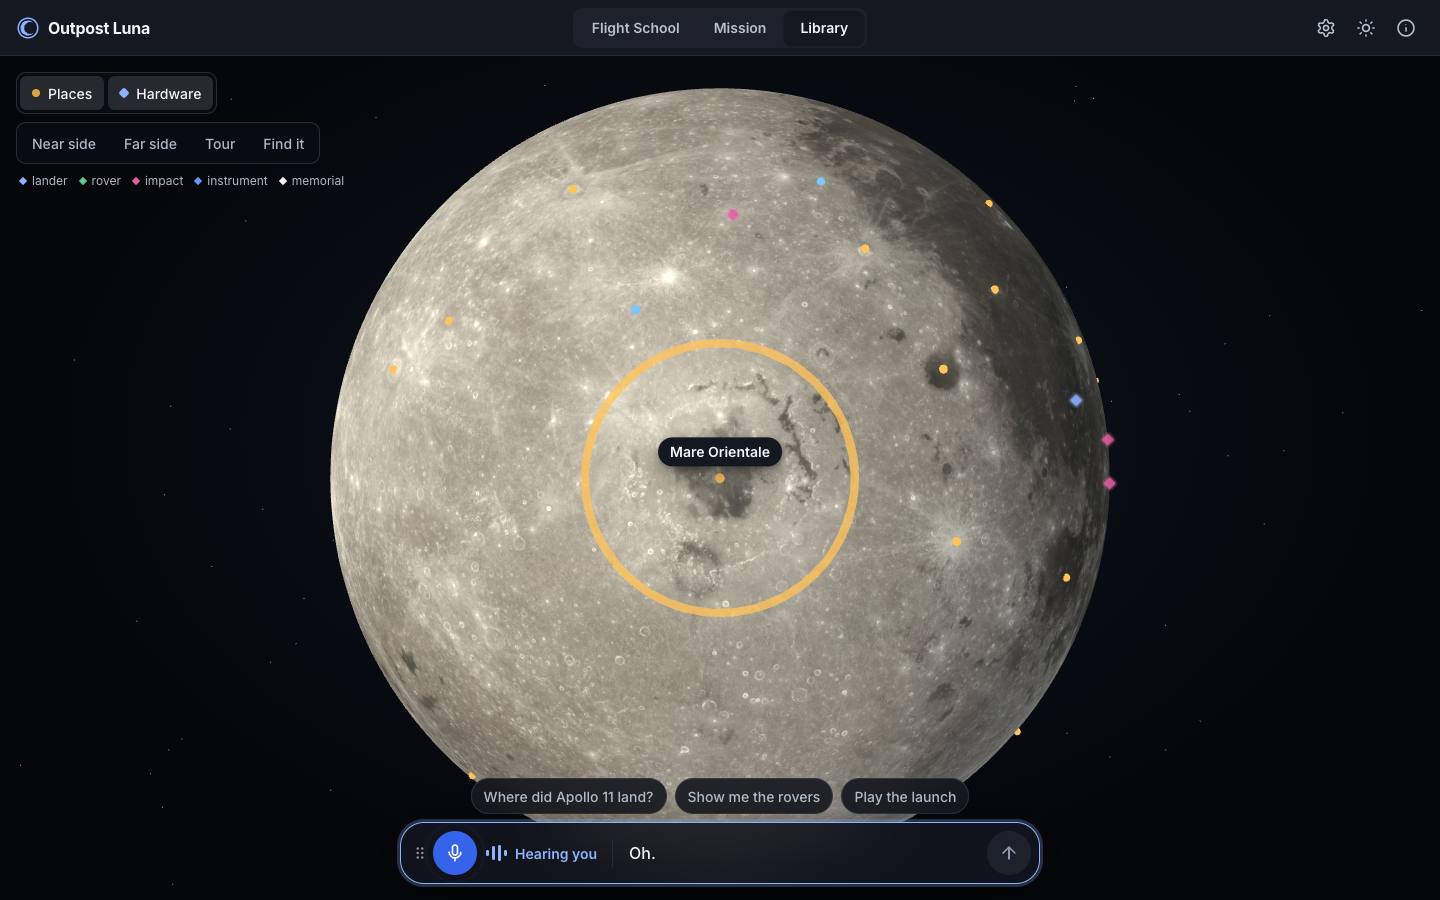 Outpost Luna
Flight School Mission Library
Places Hardware
Near side Far side Tour Find it
lander rover impact instrument memorial
Mare Orientale
Where did Apollo 11 land? Show me the rovers Play the launch
Hearing you Oh.